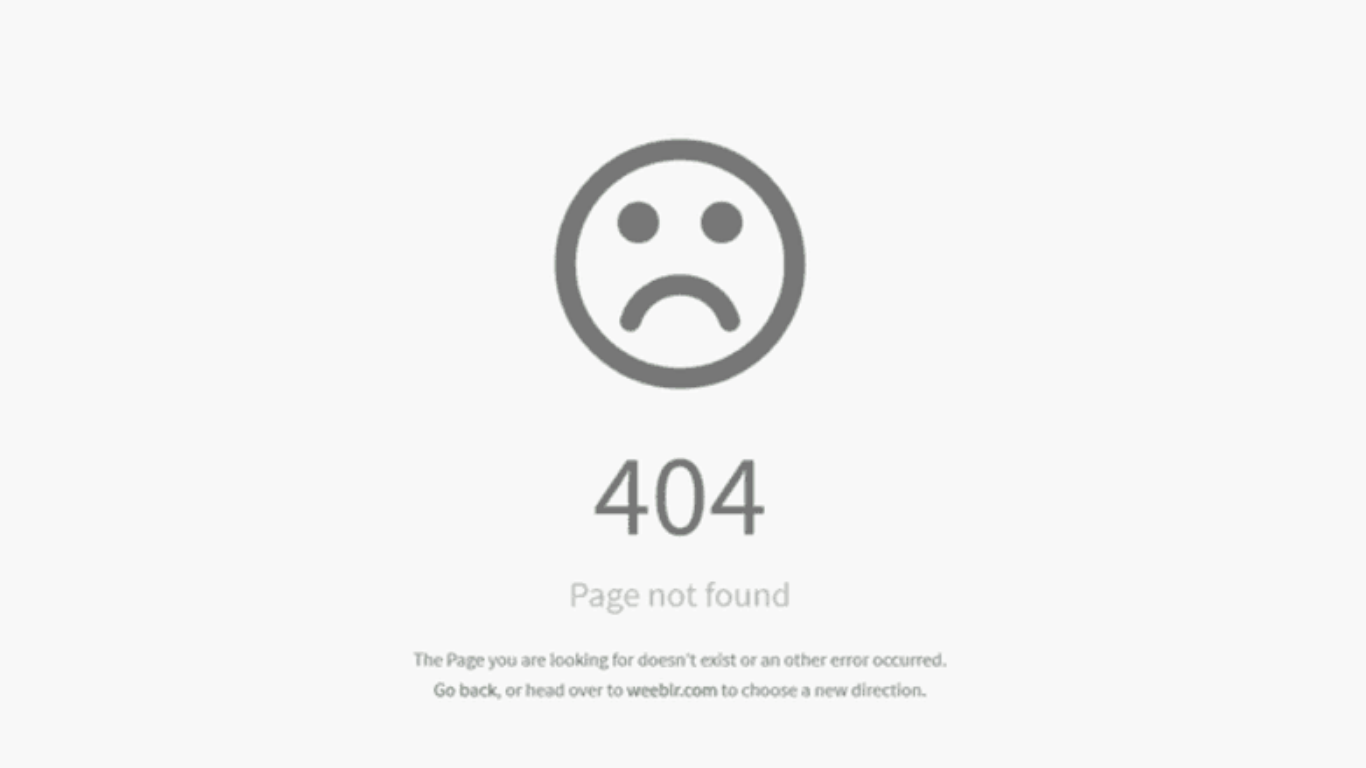 404
Page not found
The Page you are looking for doesn't exist or an other error occurred.
Go back, or head over to weeblr.com to choose a new direction.